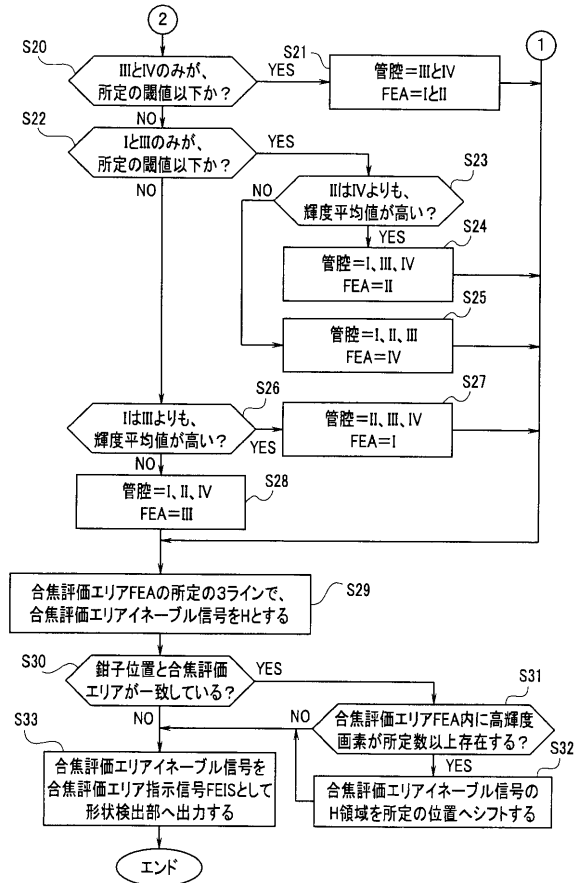 2
1
S20
IIIとIVのみが、
所定の閾値以下か?
YES
NO
S21
管腔=IIIとIV
FEA=IとII
S22
IとIIIのみが、
所定の閾値以下か?
YES
NO
S23
IIはIVよりも、
輝度平均値が高い?
NO
YES
S24
管腔=I、III、IV
FEA=II
S25
管腔=I、II、III
FEA=IV
S26
IはIIIよりも、
輝度平均値が高い?
YES
NO
S27
管腔=II、III、IV
FEA=I
S28
管腔=I、II、IV
FEA=III
S29
合焦評価エリアFEAの所定の3ラインで、
合焦評価エリアイネーブル信号をHとする
S30
鉗子位置と合焦評価
エリアが一致している?
YES
NO
S31
合焦評価エリアFEA内に高輝度
画素が所定数以上存在する?
NO
YES
S32
合焦評価エリアイネーブル信号の
H領域を所定の位置へシフトする
S33
合焦評価エリアイネーブル信号を
合焦評価エリア指示信号FEISとして
形状検出部へ出力する
エンド